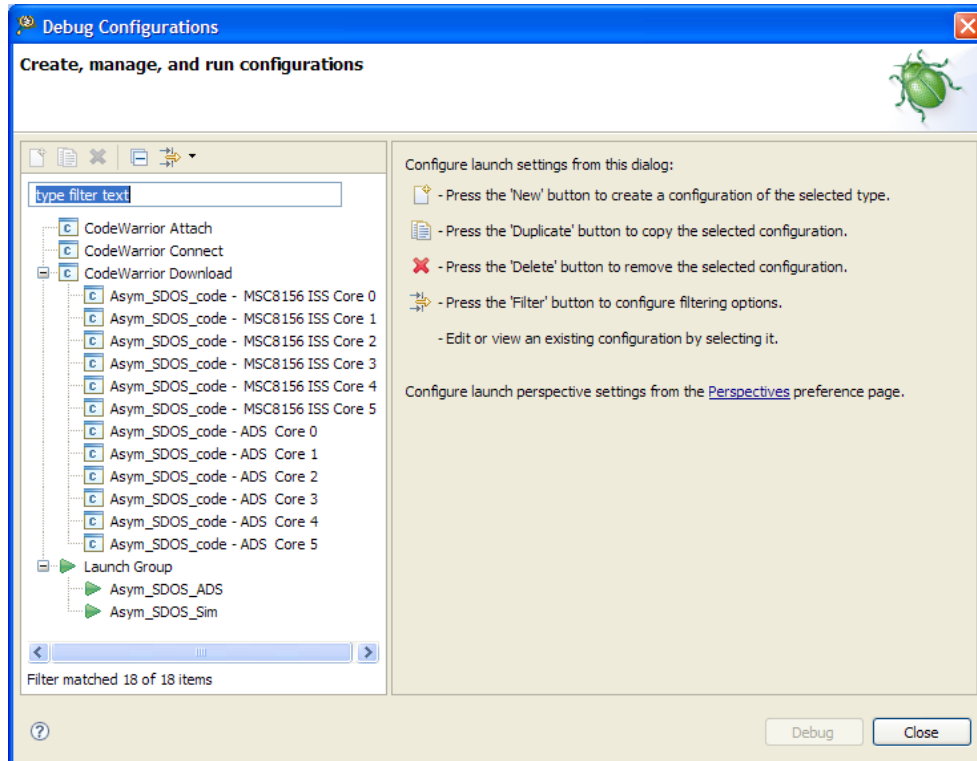 Debug Configurations
Create, manage, and run configurations
type filter text
CodeWarrior Attach
CodeWarrior Connect
CodeWarrior Download
Asym_SDOS_code - MSC8156 ISS Core 0
Asym_SDOS_code - MSC8156 ISS Core 1
Asym_SDOS_code - MSC8156 ISS Core 2
Asym_SDOS_code - MSC8156 ISS Core 3
Asym_SDOS_code - MSC8156 ISS Core 4
Asym_SDOS_code - MSC8156 ISS Core 5
Asym_SDOS_code - ADS Core 0
Asym_SDOS_code - ADS Core 1
Asym_SDOS_code - ADS Core 2
Asym_SDOS_code - ADS Core 3
Asym_SDOS_code - ADS Core 4
Asym_SDOS_code - ADS Core 5
Launch Group
Asym_SDOS_ADS
Asym_SDOS_Sim
Filter matched 18 of 18 items
Configure launch settings from this dialog:
- Press the 'New' button to create a configuration of the selected type.
- Press the 'Duplicate' button to copy the selected configuration.
- Press the 'Delete' button to remove the selected configuration.
- Press the 'Filter' button to configure filtering options.
- Edit or view an existing configuration by selecting it.
Configure launch perspective settings from the Perspectives preference page.
Debug
Close